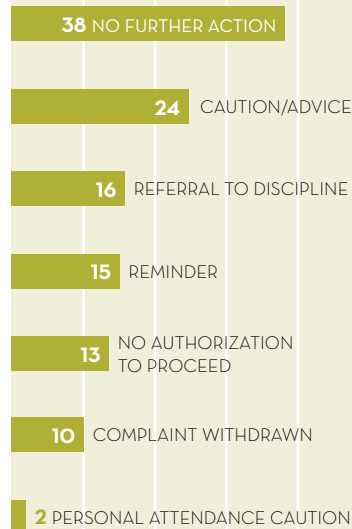 38 NO FURTHER ACTION
24 CAUTION/ADVICE
16 REFERRAL TO DISCIPLINE
15 REMINDER
13 NO AUTHORIZATION
TO PROCEED
10 COMPLAINT WITHDRAWN
2 PERSONAL ATTENDANCE CAUTION